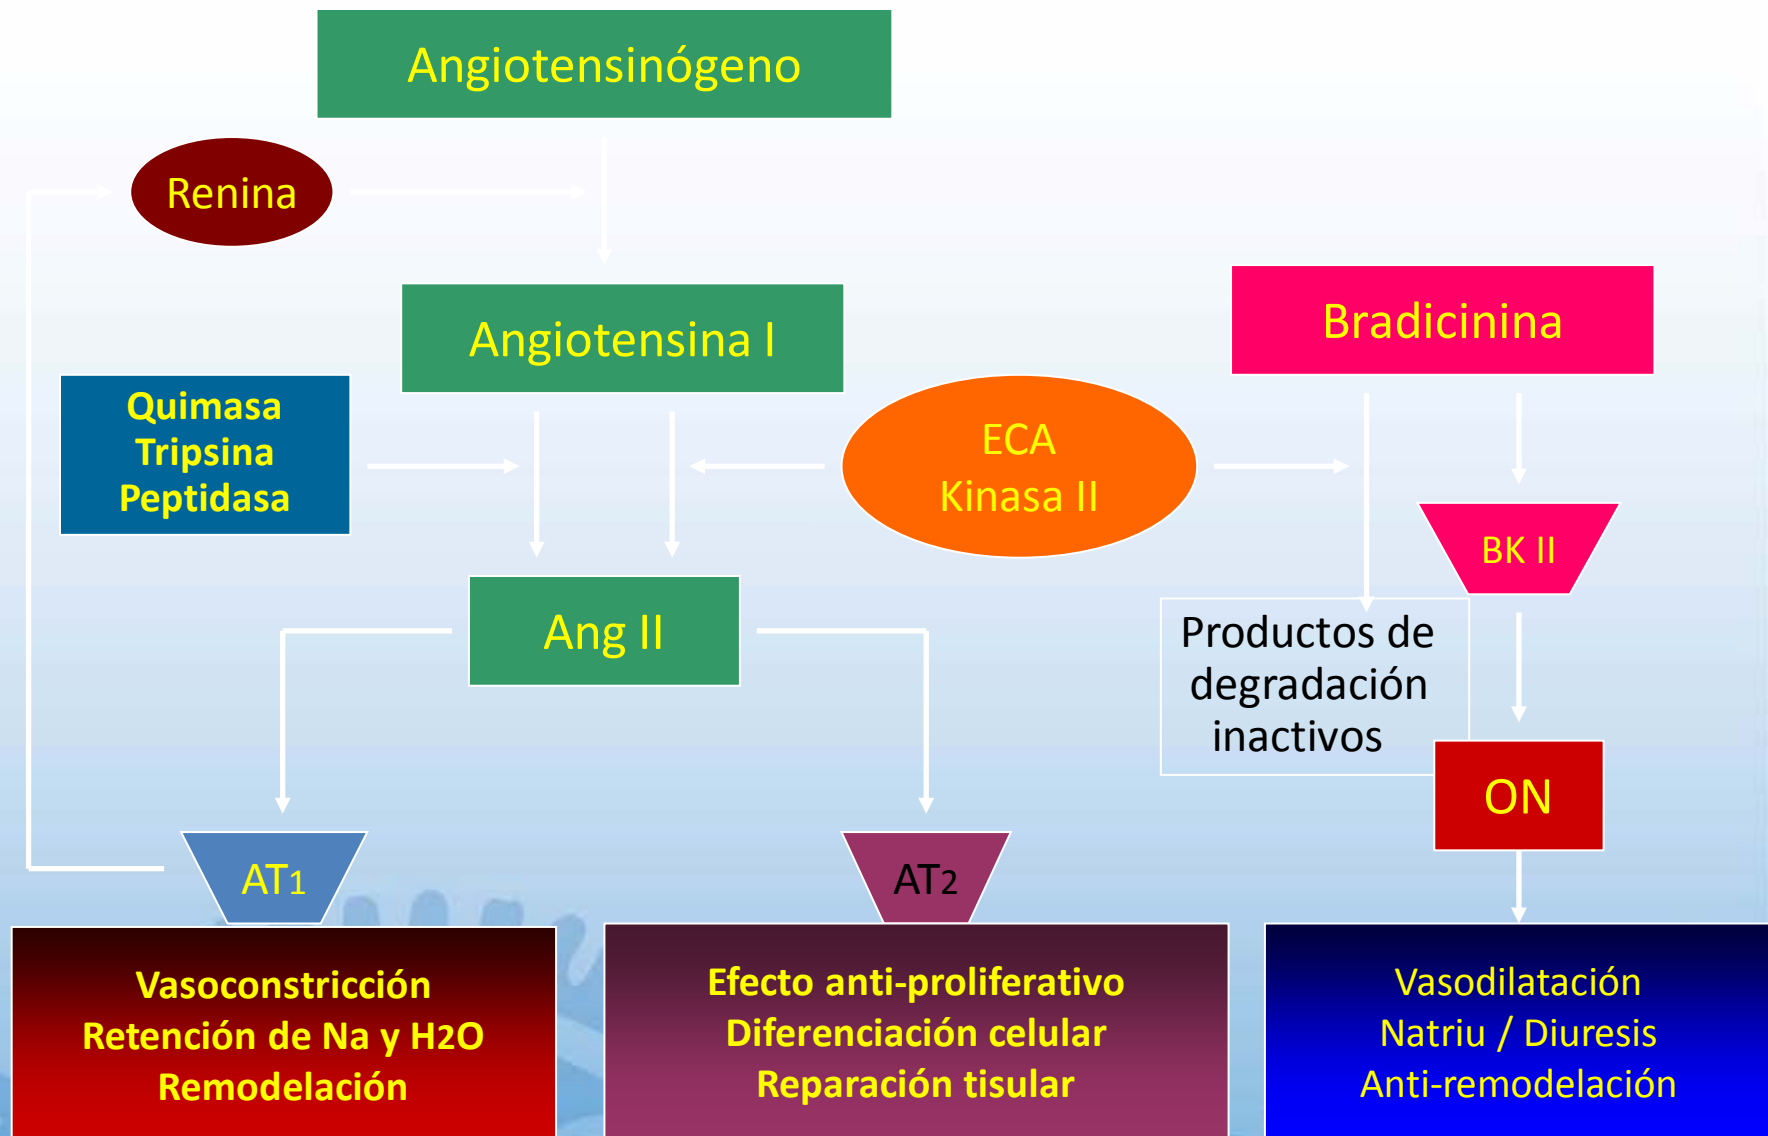 Angiotensinógeno
Renina
Angiotensina I
Bradicinina
Quimasa
Tripsina
Peptidasa
ECA
Kinasa II
BK II
Ang II
Productos de
degradación
inactivos
ON
AT1
AT2
Vasoconstricción
Retención de Na y H2O
Remodelación
Efecto anti-proliferativo
Diferenciación celular
Reparación tisular
Vasodilatación
Natriu / Diuresis
Anti-remodelación